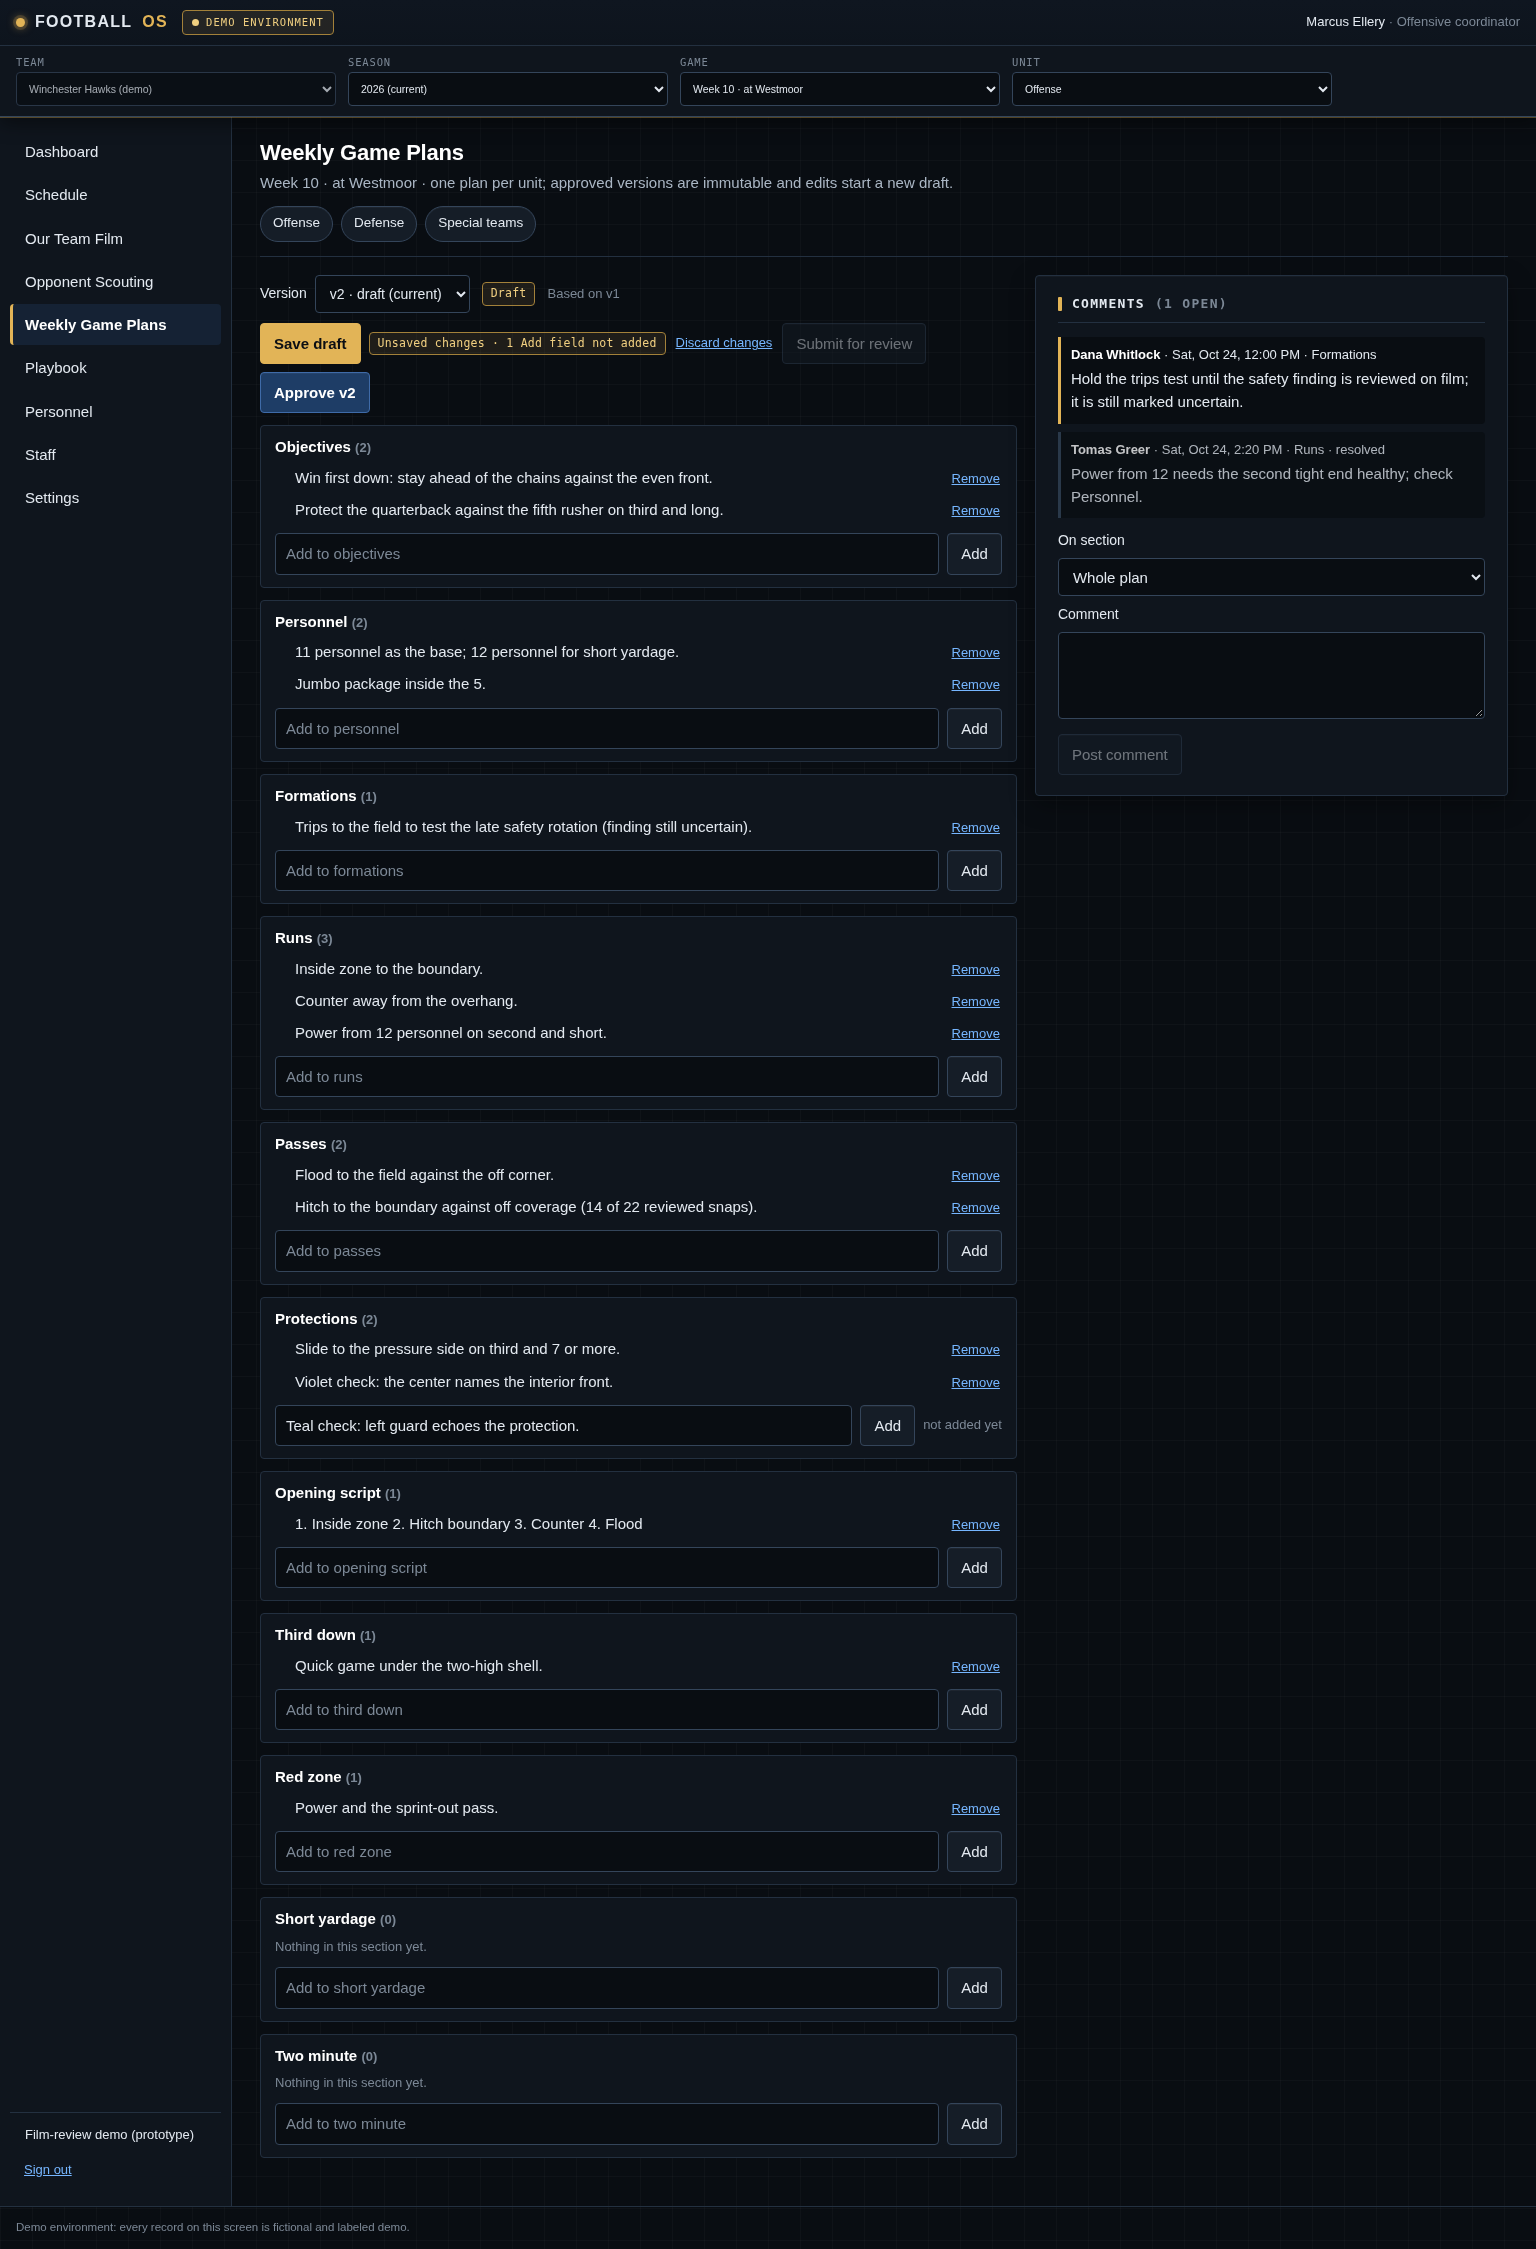 FOOTBALL OS
DEMO ENVIRONMENT
Marcus Ellery · Offensive coordinator
TEAM
Winchester Hawks (demo)
SEASON
2026 (current)
GAME
Week 10 · at Westmoor
UNIT
Offense
Dashboard
Schedule
Our Team Film
Opponent Scouting
Weekly Game Plans
Playbook
Personnel
Staff
Settings
Film-review demo (prototype)
Sign out
Weekly Game Plans
Week 10 · at Westmoor · one plan per unit; approved versions are immutable and edits start a new draft.
Offense
Defense
Special teams
Version
v2 · draft (current)
Draft
Based on v1
Save draft
Unsaved changes · 1 Add field not added
Discard changes
Submit for review
Approve v2
Objectives (2)
Win first down: stay ahead of the chains against the even front.
Remove
Protect the quarterback against the fifth rusher on third and long.
Remove
Add to objectives
Add
Personnel (2)
11 personnel as the base; 12 personnel for short yardage.
Remove
Jumbo package inside the 5.
Remove
Add to personnel
Add
Formations (1)
Trips to the field to test the late safety rotation (finding still uncertain).
Remove
Add to formations
Add
Runs (3)
Inside zone to the boundary.
Remove
Counter away from the overhang.
Remove
Power from 12 personnel on second and short.
Remove
Add to runs
Add
Passes (2)
Flood to the field against the off corner.
Remove
Hitch to the boundary against off coverage (14 of 22 reviewed snaps).
Remove
Add to passes
Add
Protections (2)
Slide to the pressure side on third and 7 or more.
Remove
Violet check: the center names the interior front.
Remove
Teal check: left guard echoes the protection.
Add
not added yet
Opening script (1)
1. Inside zone 2. Hitch boundary 3. Counter 4. Flood
Remove
Add to opening script
Add
Third down (1)
Quick game under the two-high shell.
Remove
Add to third down
Add
Red zone (1)
Power and the sprint-out pass.
Remove
Add to red zone
Add
Short yardage (0)
Nothing in this section yet.
Add to short yardage
Add
Two minute (0)
Nothing in this section yet.
Add to two minute
Add
COMMENTS (1 OPEN)
Dana Whitlock · Sat, Oct 24, 12:00 PM · Formations
Hold the trips test until the safety finding is reviewed on film;
it is still marked uncertain.
Tomas Greer · Sat, Oct 24, 2:20 PM · Runs · resolved
Power from 12 needs the second tight end healthy; check
Personnel.
On section
Whole plan
Comment
Post comment
Demo environment: every record on this screen is fictional and labeled demo.